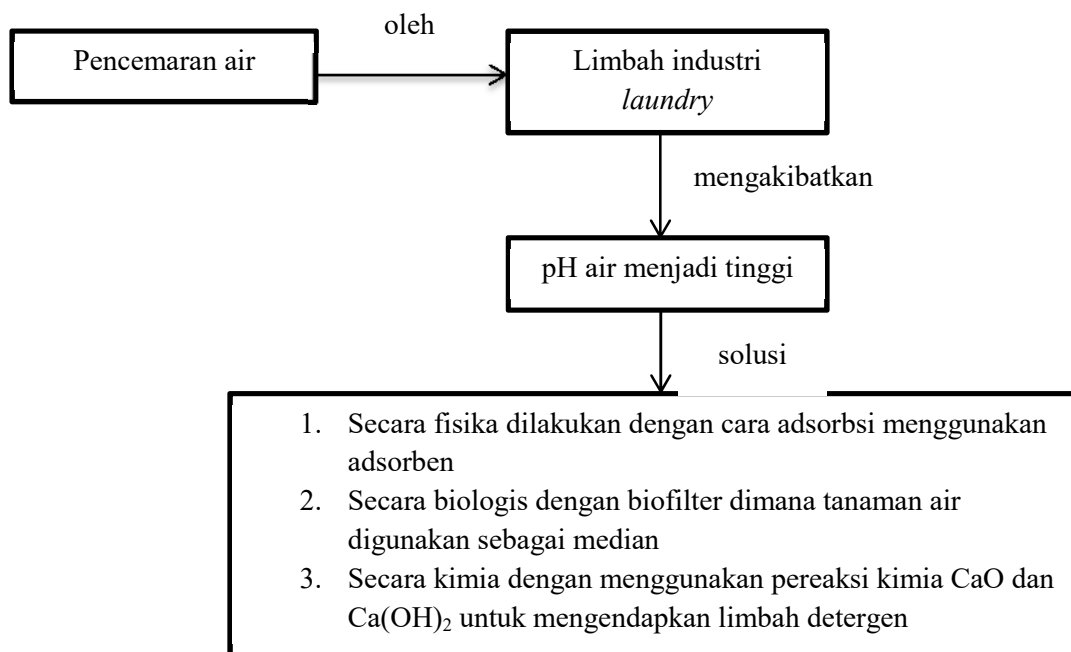 oleh
Pencemaran air
Limbah industri
laundry
mengakibatkan
pH air menjadi tinggi
solusi
1. Secara fisika dilakukan dengan cara adsorbsi menggunakan
adsorben
2. Secara biologis dengan biofilter dimana tanaman air
digunakan sebagai median
3. Secara kimia dengan menggunakan pereaksi kimia CaO dan
Ca(OH)₂ untuk mengendapkan limbah detergen